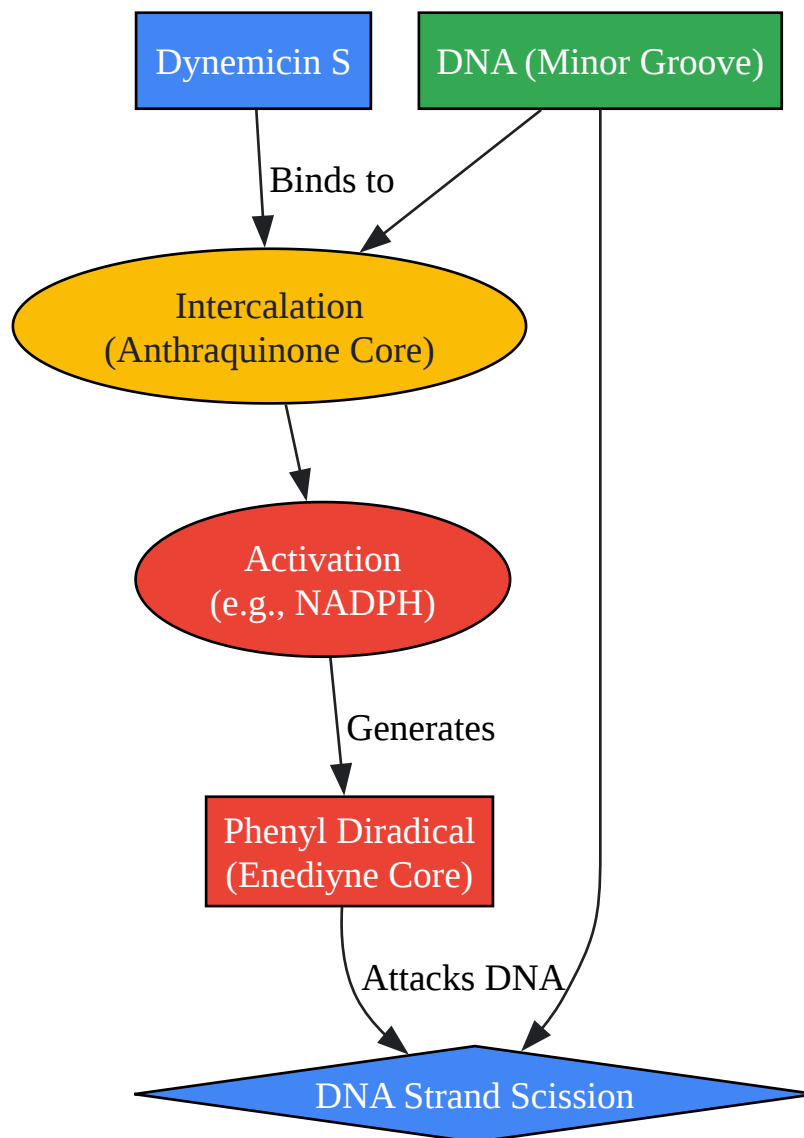 Dynemicin S
DNA (Minor Groove)
Binds to
Intercalation
(Anthraquinone Core)
Activation
(e.g., NADPH)
Generates
Phenyl Diradical
(Enediyne Core)
Attacks DNA
DNA Strand Scission